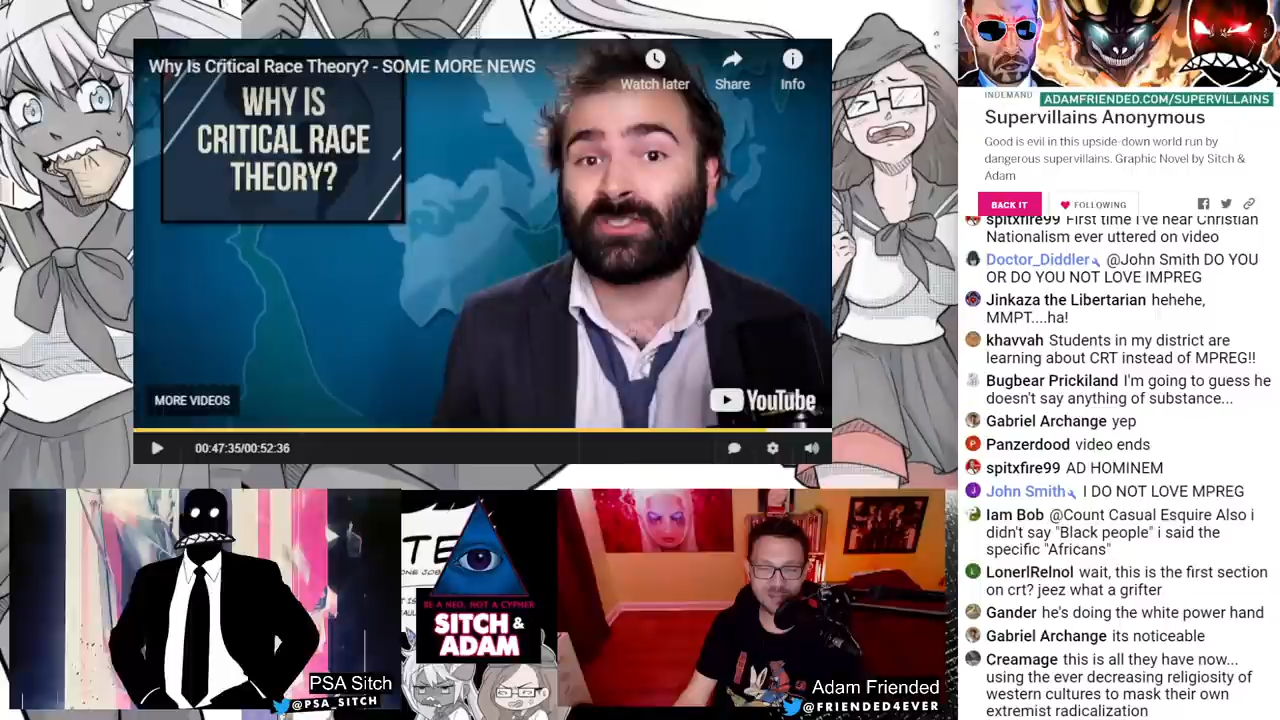 Why Is Critical Race Theory? - SOME MORE NEWS
Watch later
Share
Info
WHY IS
CRITICAL RACE
THEORY?
MORE VIDEOS
YouTube
00:47:35/00:52:36
INDEMAND
ADAMFRIENDED.COM/SUPERVILLAINS
Supervillains Anonymous
Good is evil in this upside-down world run by
dangerous supervillains. Graphic Novel by Sitch &
Adam
BACK IT
FOLLOWING
spitxfire99 First time I've hear Christian
Nationalism ever uttered on video
Doctor_Diddler @John Smith DO YOU
OR DO YOU NOT LOVE IMPREG
Jinkaza the Libertarian hehehe,
MMPT....ha!
khavvah Students in my district are
learning about CRT instead of MPREG!!
Bugbear Prickiland I'm going to guess he
doesn't say anything of substance...
Gabriel Archange yep
Panzerdood video ends
spitxfire99 AD HOMINEM
John Smith I DO NOT LOVE MPREG
Iam Bob @Count Casual Esquire Also i
didn't say "Black people" i said the
specific "Africans"
LonerlRelnol wait, this is the first section
on crt? jeez what a grifter
Gander he's doing the white power hand
Gabriel Archange its noticeable
Creamage this is all they have now...
using the ever decreasing religiosity of
western cultures to mask their own
extremist radicalization
BE A NEO, NOT A CYPHER
SITCH &
ADAM
PSA Sitch
@PSA_SITCH
Adam Friended
@FRIENDED4EVER